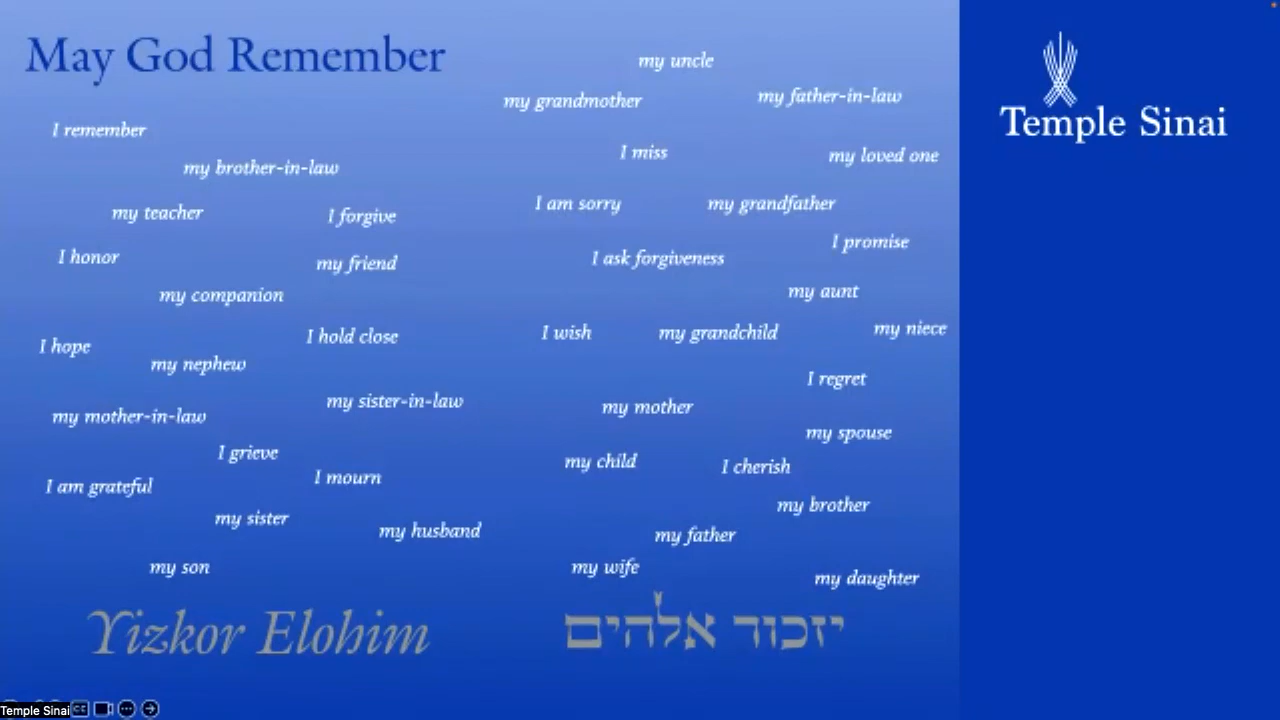 May God Remember
my uncle
my grandmother
my father-in-law
I remember
I miss
my loved one
my brother-in-law
my teacher
I forgive
I am sorry
my grandfather
I promise
I honor
my friend
I ask forgiveness
my companion
my aunt
I hope
I hold close
I wish
my grandchild
my niece
my nephew
I regret
my mother-in-law
my sister-in-law
my mother
my spouse
I grieve
my child
I cherish
I am grateful
I mourn
my brother
my sister
my husband
my father
my son
my wife
my daughter
Yizkor Elohim
יִזְכּוֹר אֱלֹהִים
Temple Sinai
Temple Sinai
CC